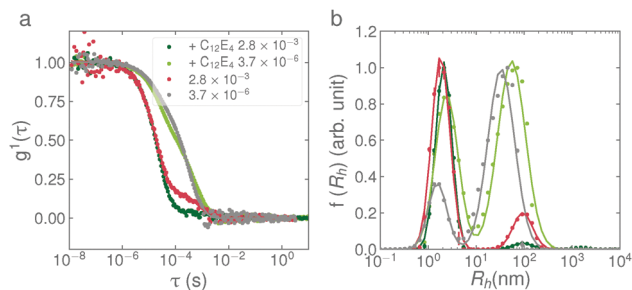 a
g¹(τ)
1.00
0.75
0.50
0.25
0.00
+ C₁₂E₄ 2.8 × 10⁻³
+ C₁₂E₄ 3.7 × 10⁻⁶
2.8 × 10⁻³
3.7 × 10⁻⁶
10⁻⁸ 10⁻⁶ 10⁻⁴ 10⁻² 10⁰
τ (s)
b
f (Rₕ) (arb. unit)
1.2
1.0
0.8
0.6
0.4
0.2
0.0
10⁻¹ 10⁰ 10¹ 10² 10³ 10⁴
Rₕ(nm)